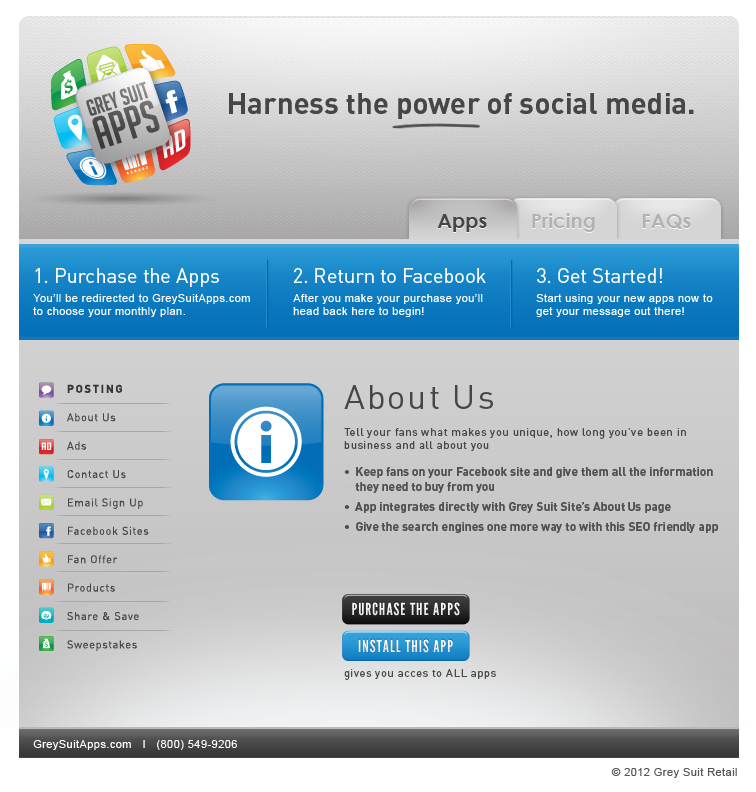 GREY SUIT
APPS
AD
Harness the power of social media.
Apps
Pricing
FAQs
1. Purchase the Apps
You'll be redirected to GreySuitApps.com
to choose your monthly plan.
2. Return to Facebook
After you make your purchase you'll
head back here to begin!
3. Get Started!
Start using your new apps now to
get your message out there!
POSTING
About Us
AD Ads
Contact Us
Email Sign Up
Facebook Sites
Fan Offer
Products
Share & Save
Sweepstakes
About Us
Tell your fans what makes you unique, how long you've been in
business and all about you
• Keep fans on your Facebook site and give them all the information
they need to buy from you
• App integrates directly with Grey Suit Site's About Us page
• Give the search engines one more way to with this SEO friendly app
PURCHASE THE APPS
INSTALL THIS APP
gives you acces to ALL apps
GreySuitApps.com I (800) 549-9206
© 2012 Grey Suit Retail